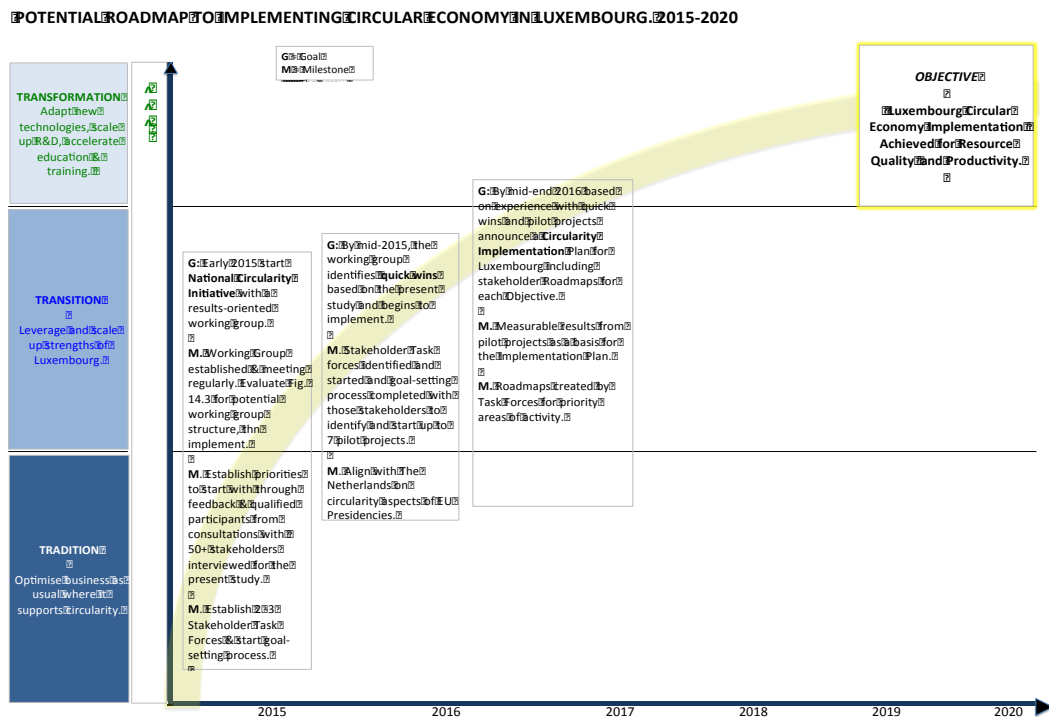 POTENTIAL ROADMAP TO IMPLEMENTING CIRCULAR ECONOMY IN LUXEMBOURG. 2015-2020
G = Goal
M = Milestone
TRANSFORMATION
Adapt new
technologies, scale
up R&D, accelerate
education &
training.
TRANSITION
Leverage and scale
up strengths of
Luxembourg.
TRADITION
Optimise business as
usual where it
supports circularity.
G: Early 2015 start
National Circularity
Initiative with a
results-oriented
working group.
M. Working Group
established & meeting
regularly. Evaluate Fig.
14.3 for potential
working group
structure, thn
implement.
M. Establish priorities
to start with through
feedback & qualified
participants from
consultations with
50+ stakeholders
interviewed for the
present study.
M. Establish 2-3
Stakeholder Task
Forces & start goal-
setting process.
G: By mid-2015, the
working group
identifies quick wins
based on the present
study and begins to
implement.
M. Stakeholder Task
forces identified and
started and goal-setting
process completed with
those stakeholders to
identify and start up to
7 pilot projects.
M. Align with The
Netherlands on
circularity aspects of EU
Presidencies.
G: By mid-end 2016 based
on experience with quick
wins and pilot projects
announce a Circularity
Implementation Plan for
Luxembourg including
stakeholder Roadmaps for
each Objective.
M. Measurable results from
pilot projects as a basis for
the Implementation Plan.
M. Roadmaps created by
Task Forces for priority
areas of activity.
OBJECTIVE
Luxembourg Circular
Economy Implementation
Achieved for Resource
Quality and Productivity.
2015 2016 2017 2018 2019 2020